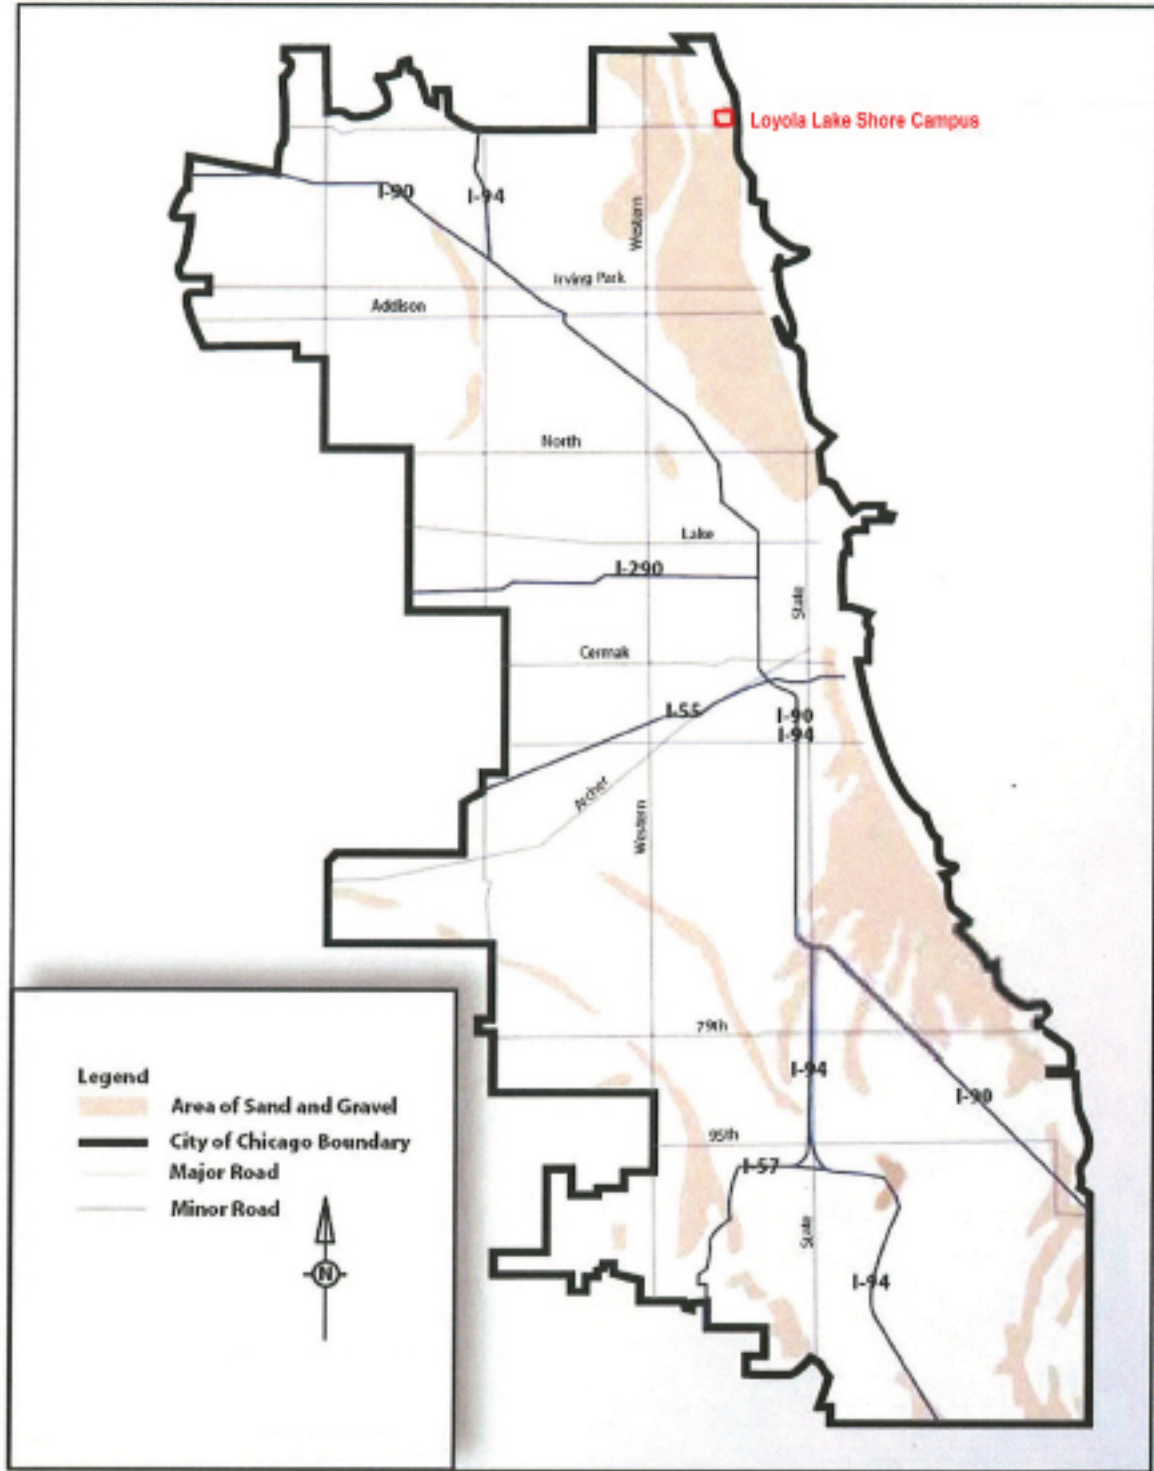 Loyola Lake Shore Campus
I-90
I-94
Western
Irving Park
Addison
North
Lake
I-290
State
Cermak
I-55
I-90
I-94
Archer
Western
79th
I-94
I-90
95th
I-57
State
I-94
Legend
Area of Sand and Gravel
City of Chicago Boundary
Major Road
Minor Road
N